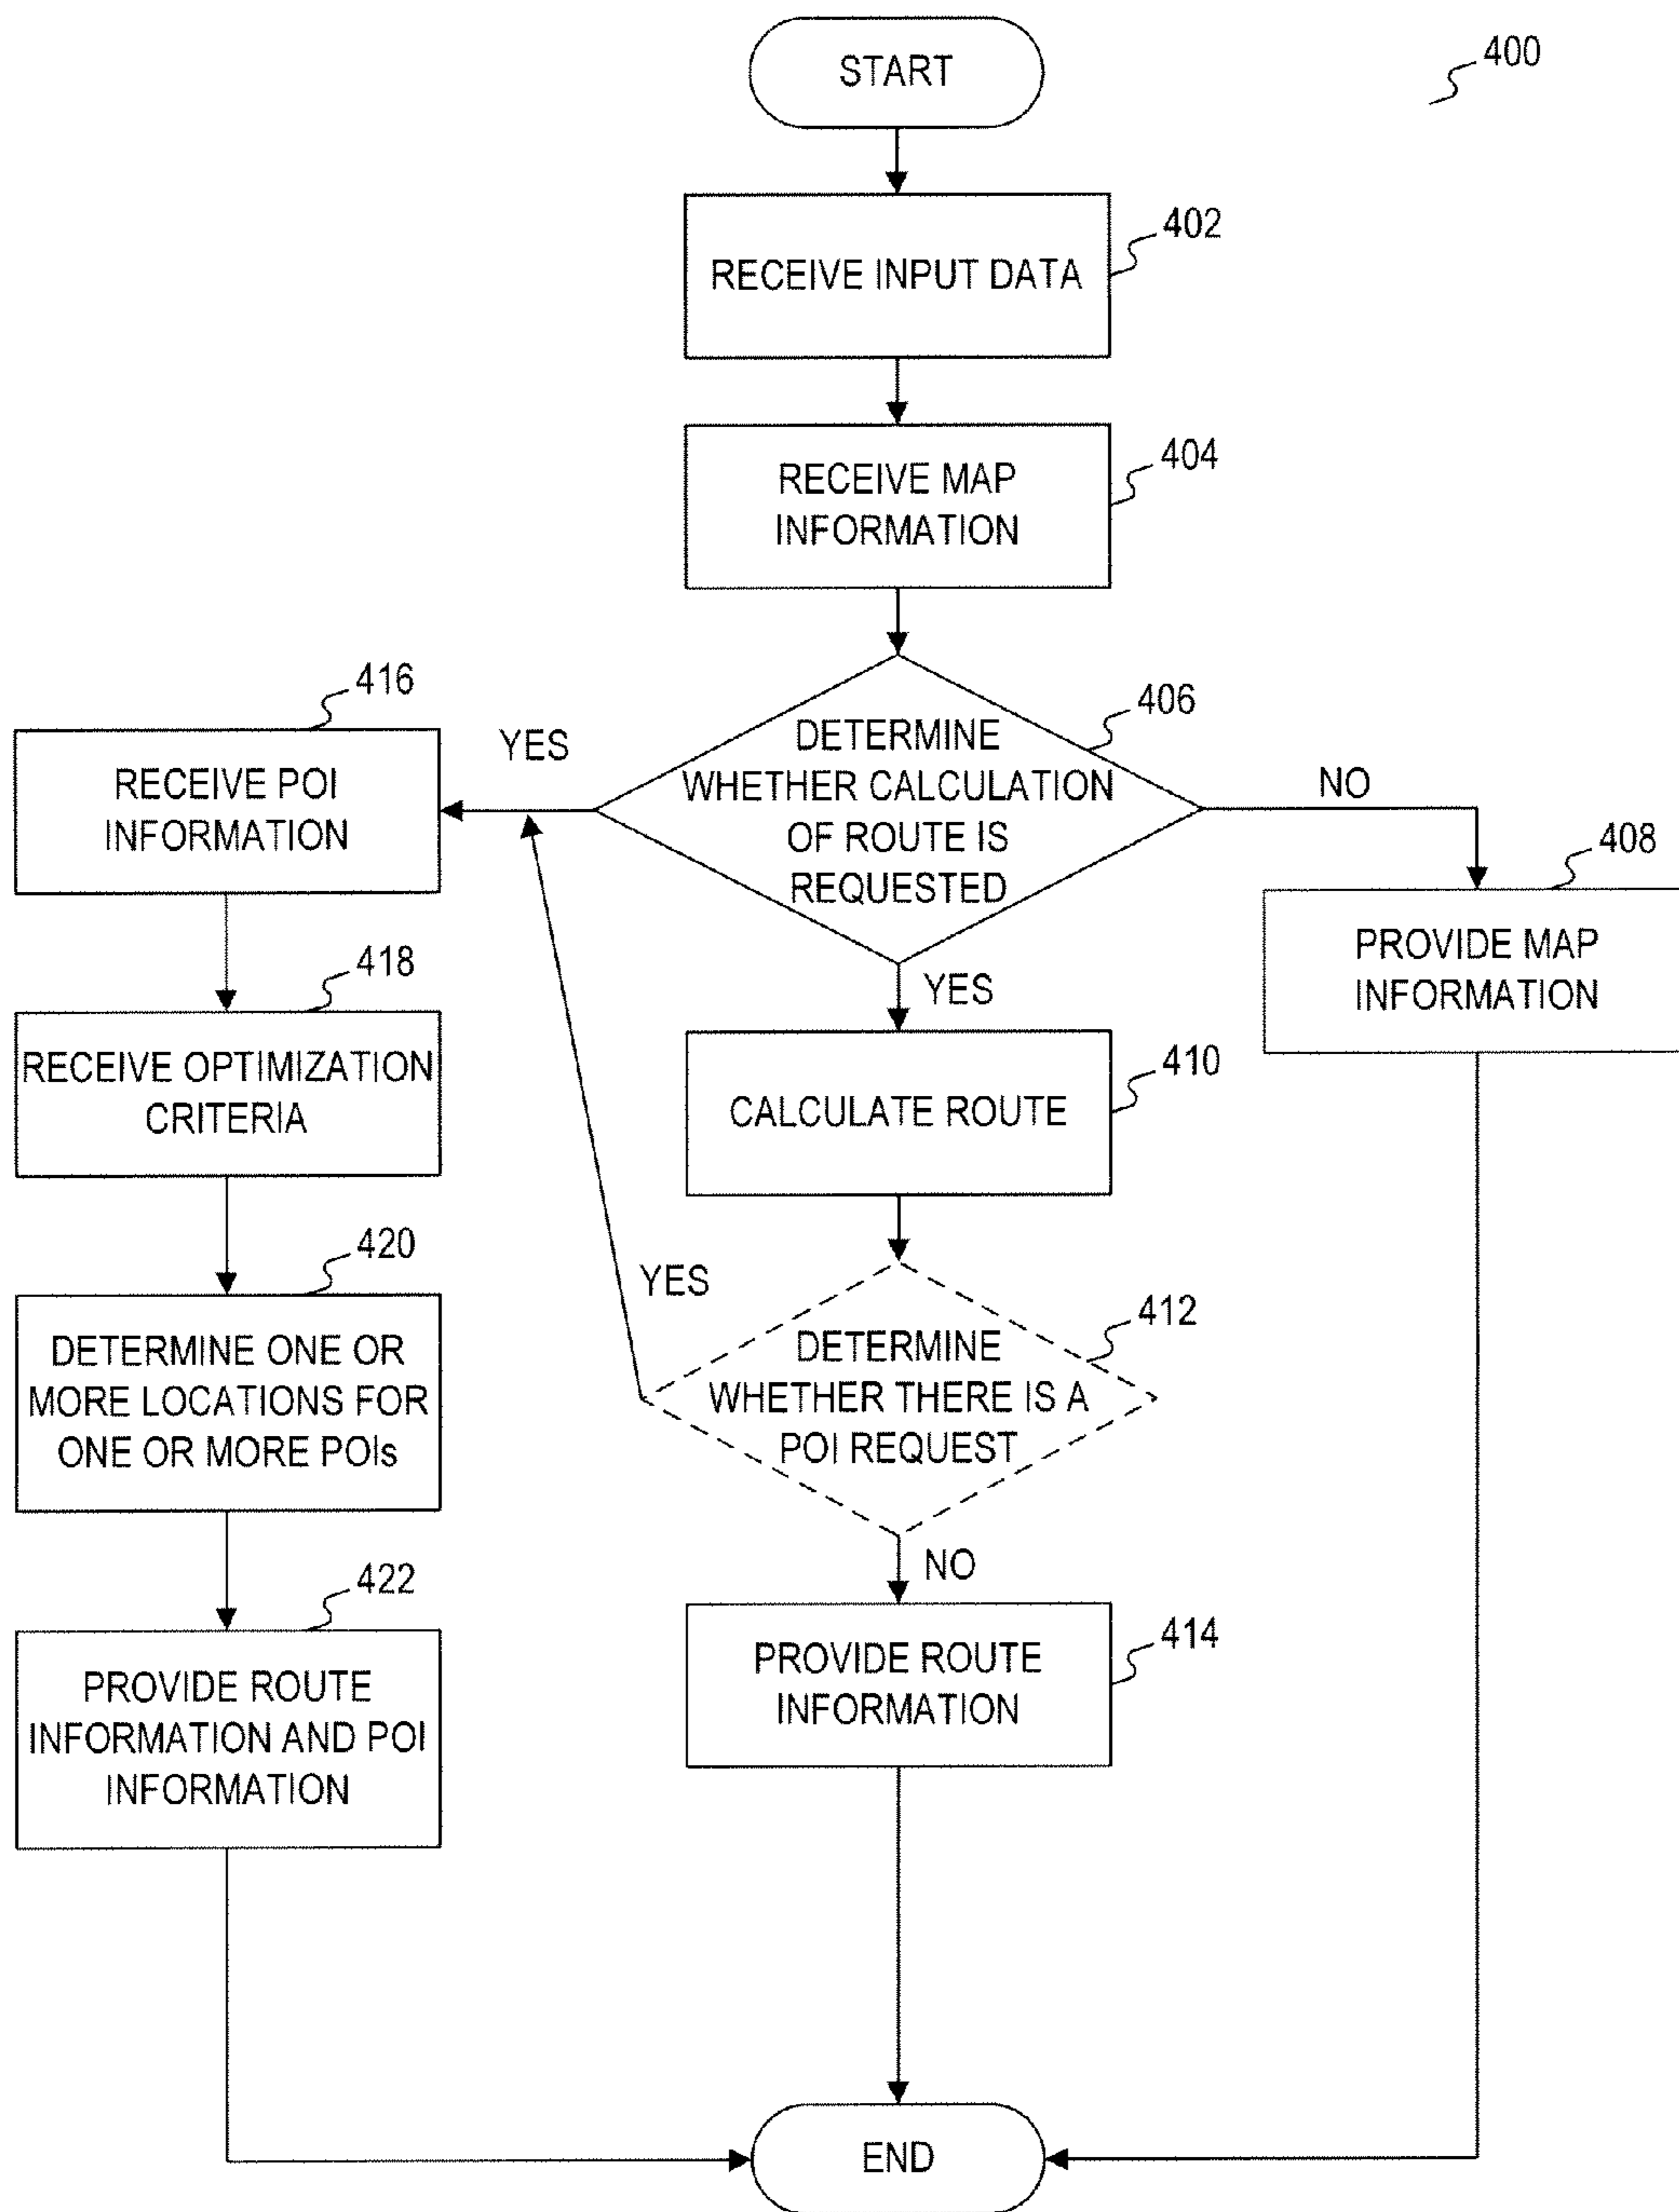 START
400
402
RECEIVE INPUT DATA
404
RECEIVE MAP
INFORMATION
416
RECEIVE POI
INFORMATION
YES
406
DETERMINE
WHETHER CALCULATION
OF ROUTE IS
REQUESTED
NO
408
PROVIDE MAP
INFORMATION
YES
418
RECEIVE OPTIMIZATION
CRITERIA
410
CALCULATE ROUTE
420
DETERMINE ONE OR
MORE LOCATIONS FOR
ONE OR MORE POIs
YES
412
DETERMINE
WHETHER THERE IS A
POI REQUEST
NO
422
PROVIDE ROUTE
INFORMATION AND POI
INFORMATION
414
PROVIDE ROUTE
INFORMATION
END